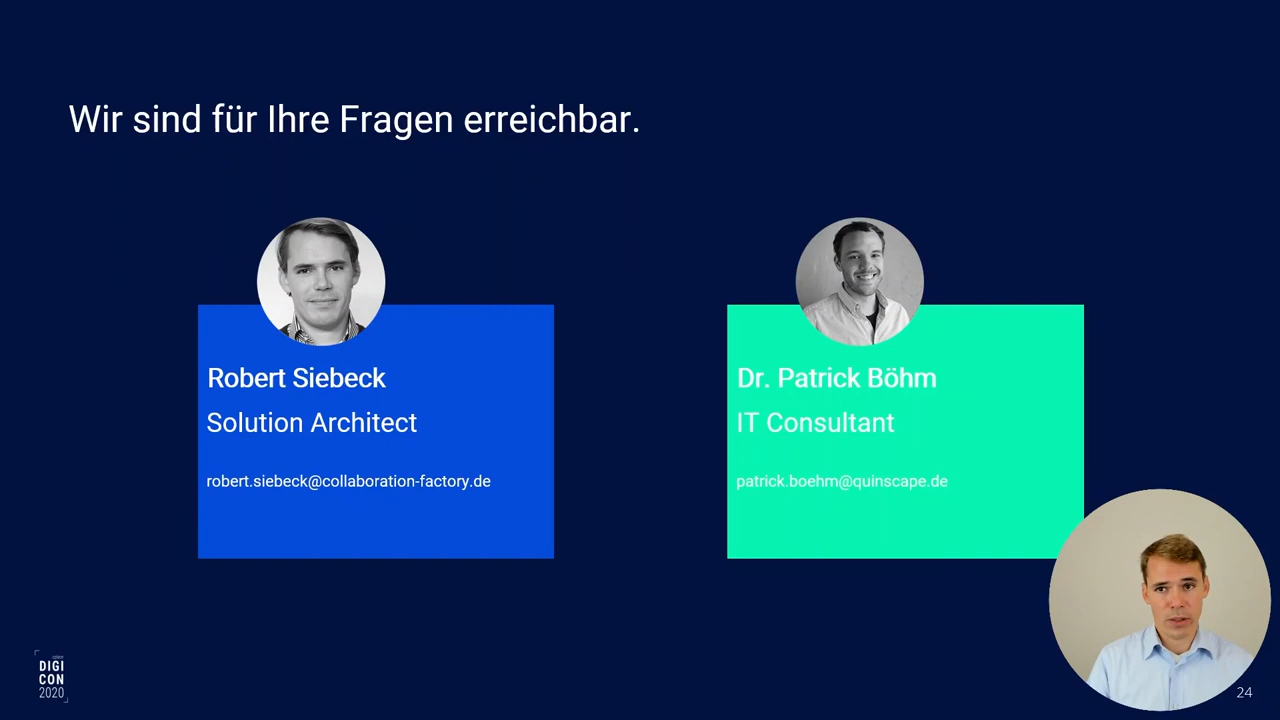 Wir sind für Ihre Fragen erreichbar.
Robert Siebeck
Solution Architect
robert.siebeck@collaboration-factory.de
Dr. Patrick Böhm
IT Consultant
patrick.boehm@quinscape.de
DIGI
CON
2020
24